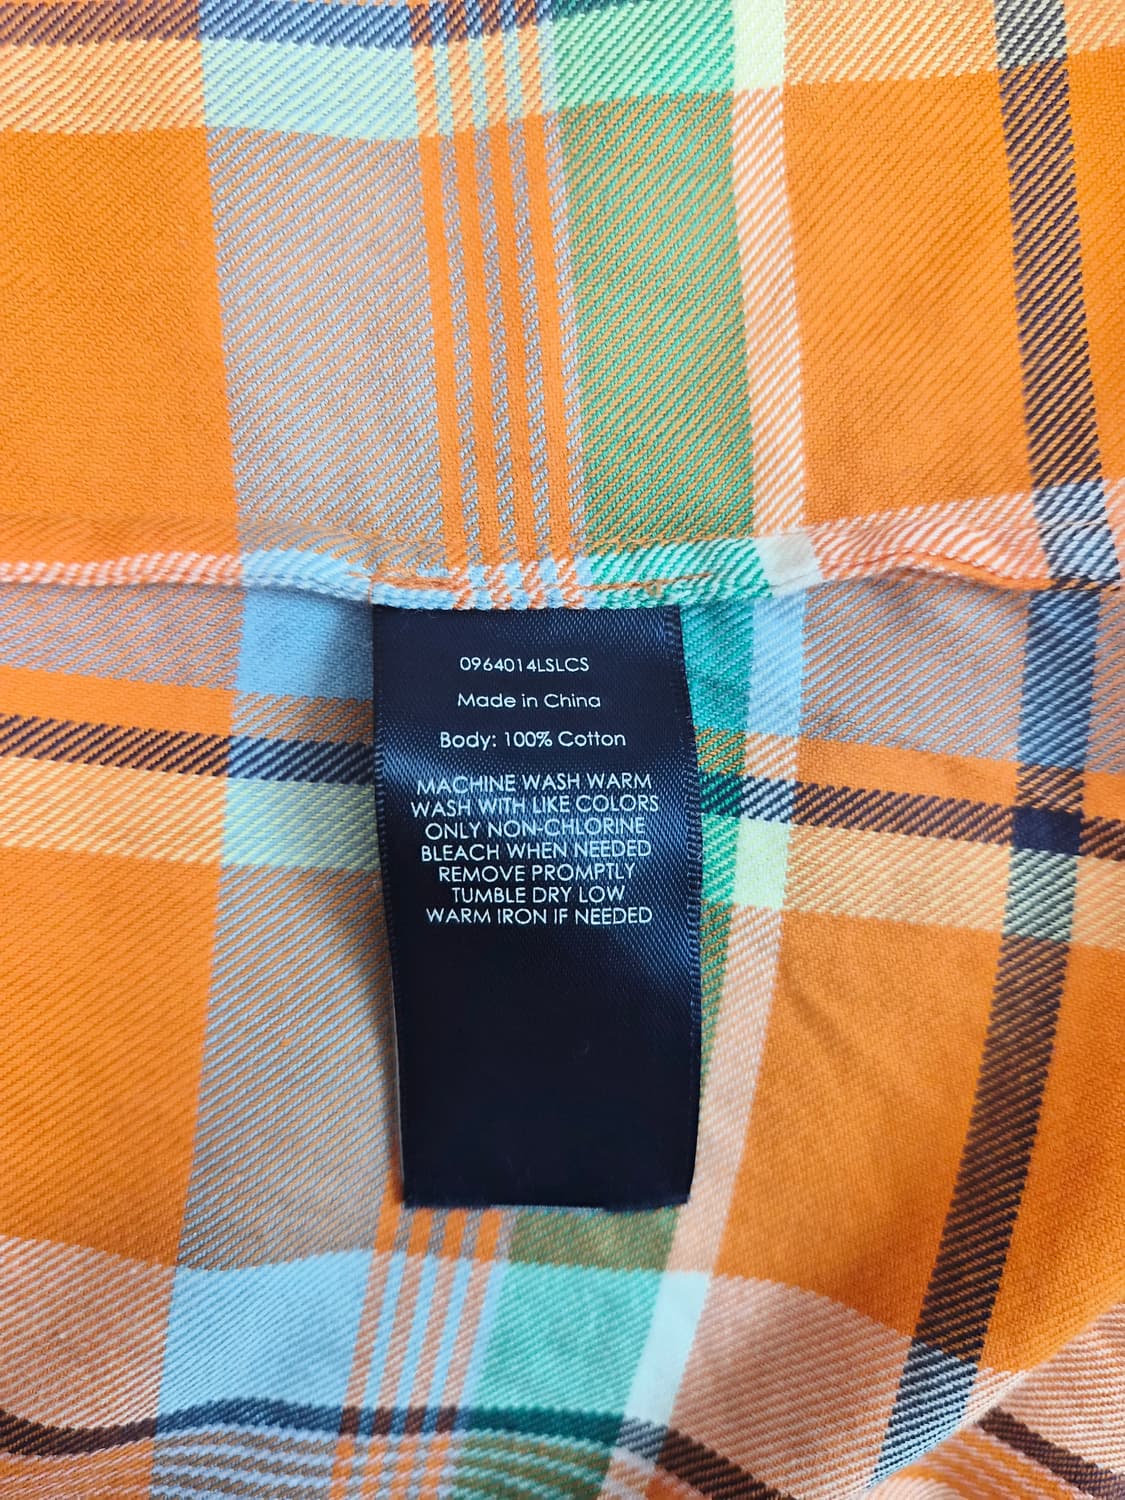 0964014LSLCS
Made in China
Body: 100% Cotton
MACHINE WASH WARM
WASH WITH LIKE COLORS
ONLY NON-CHLORINE
BLEACH WHEN NEEDED
REMOVE PROMPTLY
TUMBLE DRY LOW
WARM IRON IF NEEDED